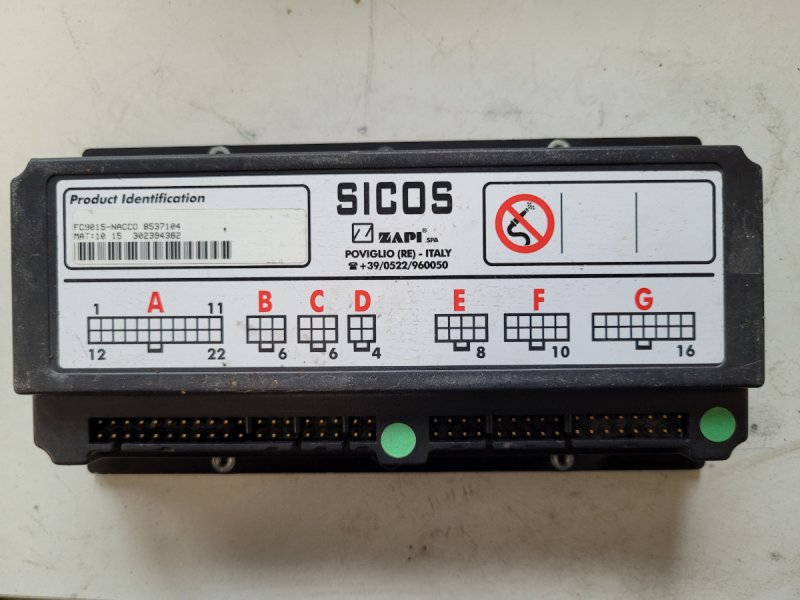 Product Identification
FC9015-NACCO 8537104
MAT:10 15 302394382
SICOS
ZAPI® SPA
POVIGLIO (RE) - ITALY
☎+39/0522/960050
A B C D E F G
1 11
12 22 6 6 4 8 10 16